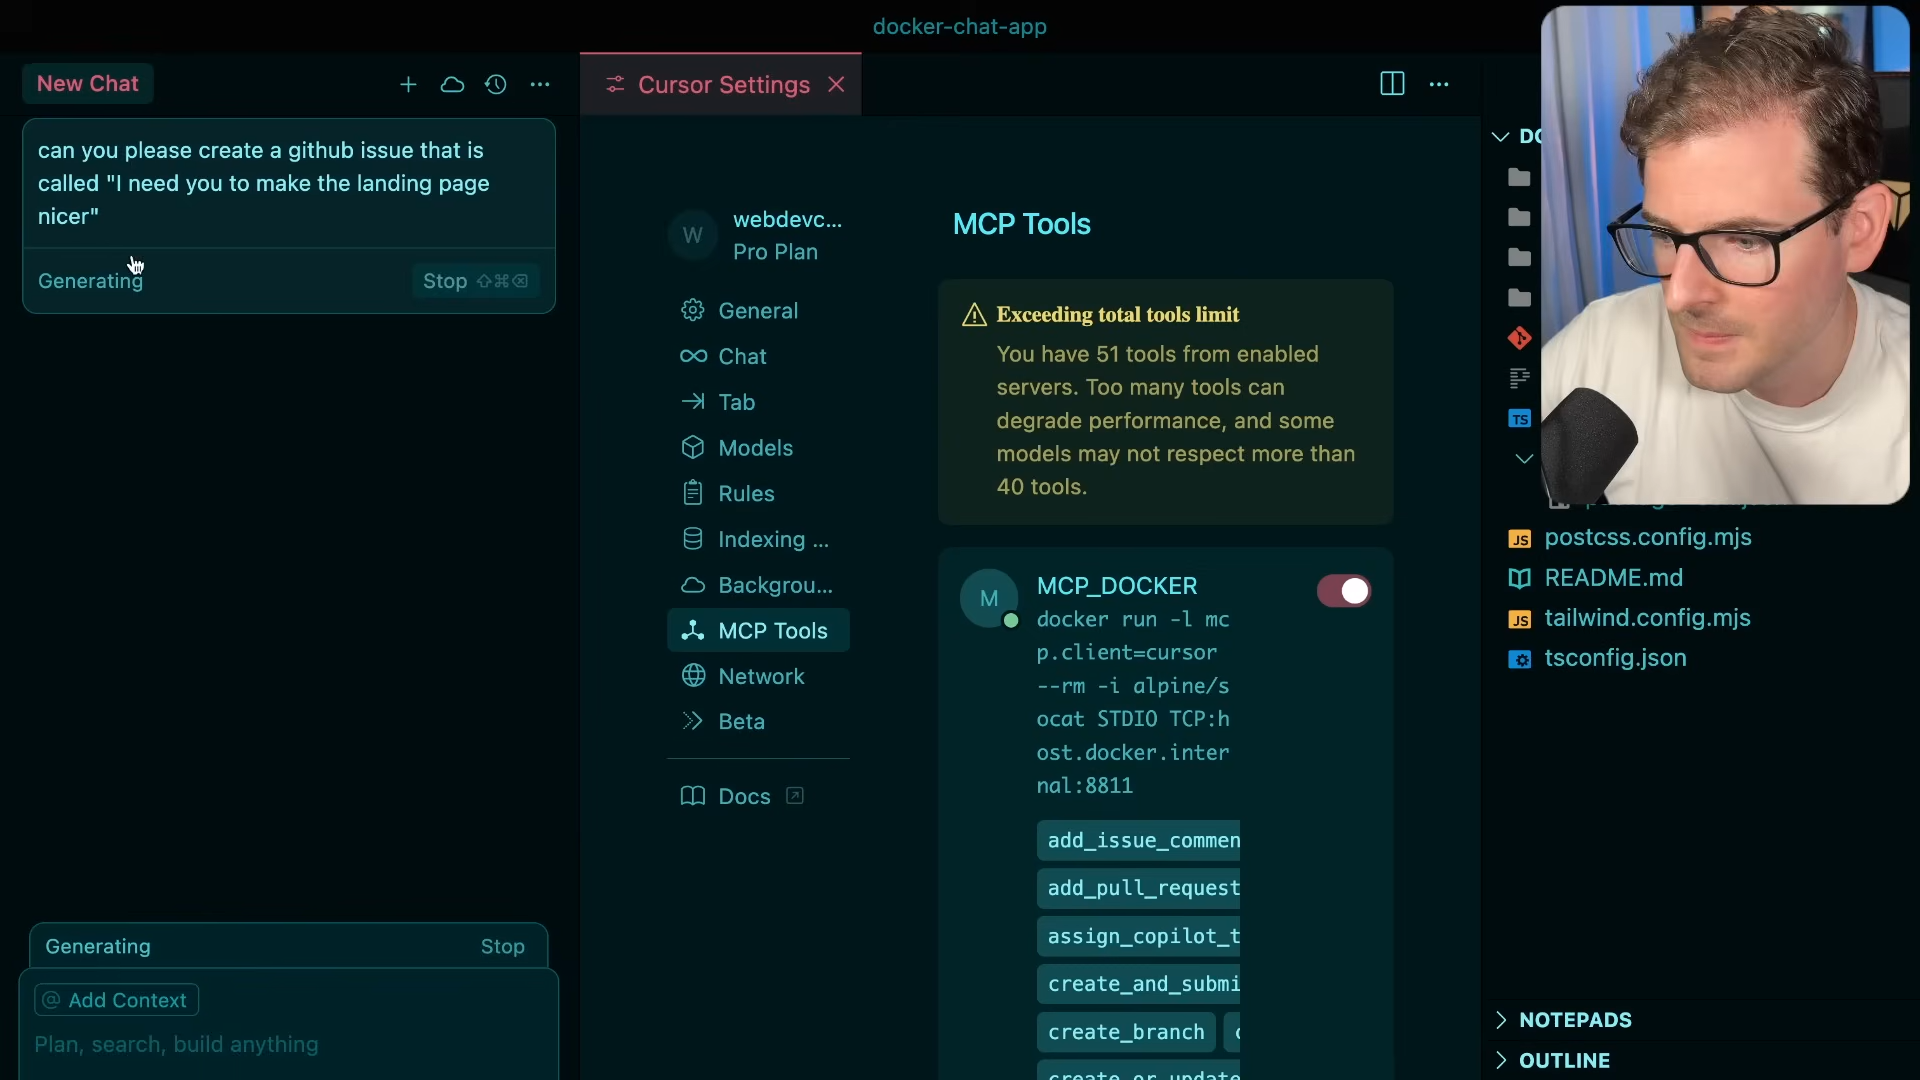 docker-chat-app
New Chat
can you please create a github issue that is
called "I need you to make the landing page
nicer"
Generating
Stop ⇧⌘⌫
Generating
Stop
@ Add Context
Plan, search, build anything
Cursor Settings
W
webdevc...
Pro Plan
General
Chat
Tab
Models
Rules
Indexing ...
Backgrou...
MCP Tools
Network
Beta
Docs
MCP Tools
Exceeding total tools limit
You have 51 tools from enabled
servers. Too many tools can
degrade performance, and some
models may not respect more than
40 tools.
M
MCP_DOCKER
docker run -l mc
p.client=cursor
--rm -i alpine/s
ocat STDIO TCP:h
ost.docker.inter
nal:8811
add_issue_commen
add_pull_request
assign_copilot_t
create_and_submi
create_branch
create_or_update
DO
TS
JS postcss.config.mjs
README.md
JS tailwind.config.mjs
tsconfig.json
NOTEPADS
OUTLINE